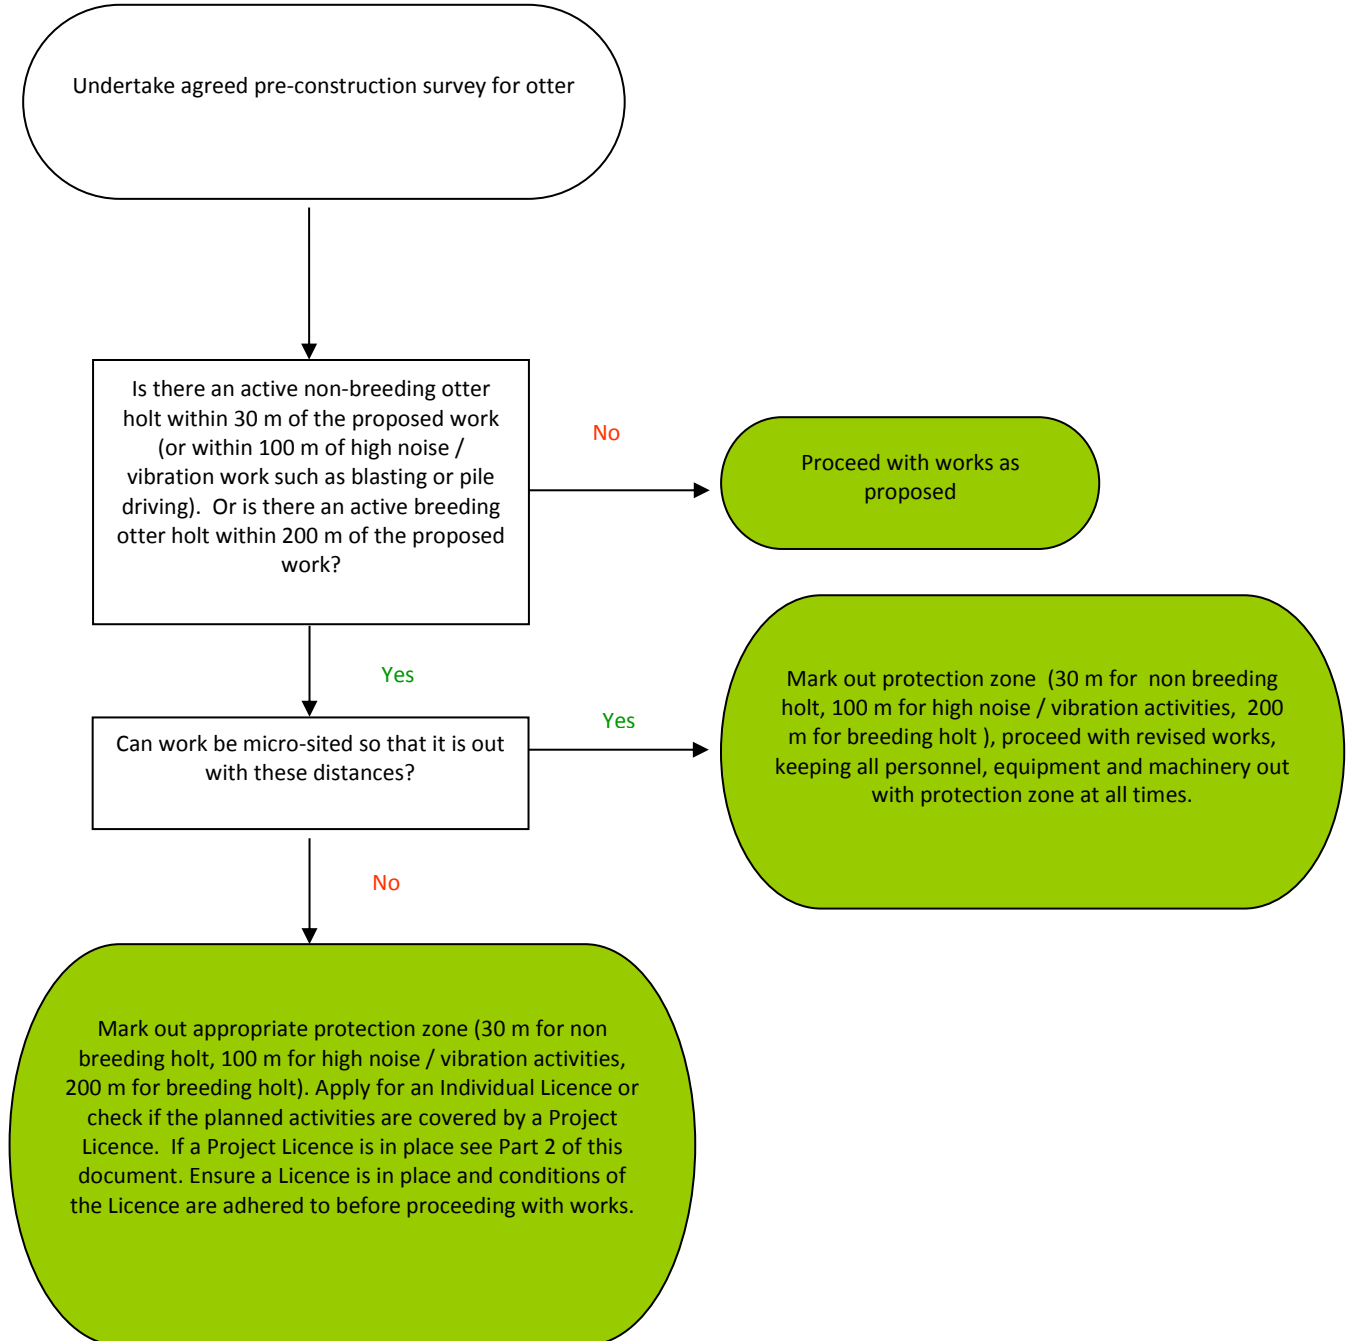 Undertake agreed pre-construction survey for otter
Is there an active non-breeding otter
holt within 30 m of the proposed work
(or within 100 m of high noise /
vibration work such as blasting or pile
driving).  Or is there an active breeding
otter holt within 200 m of the proposed
work?
No
Proceed with works as
proposed
Yes
Can work be micro-sited so that it is out
with these distances?
Yes
Mark out protection zone  (30 m for  non breeding
holt, 100 m for high noise / vibration activities,  200
m for breeding holt ), proceed with revised works,
keeping all personnel, equipment and machinery out
with protection zone at all times.
No
Mark out appropriate protection zone (30 m for non
breeding holt, 100 m for high noise / vibration activities,
200 m for breeding holt). Apply for an Individual Licence or
check if the planned activities are covered by a Project
Licence.  If a Project Licence is in place see Part 2 of this
document. Ensure a Licence is in place and conditions of
the Licence are adhered to before proceeding with works.